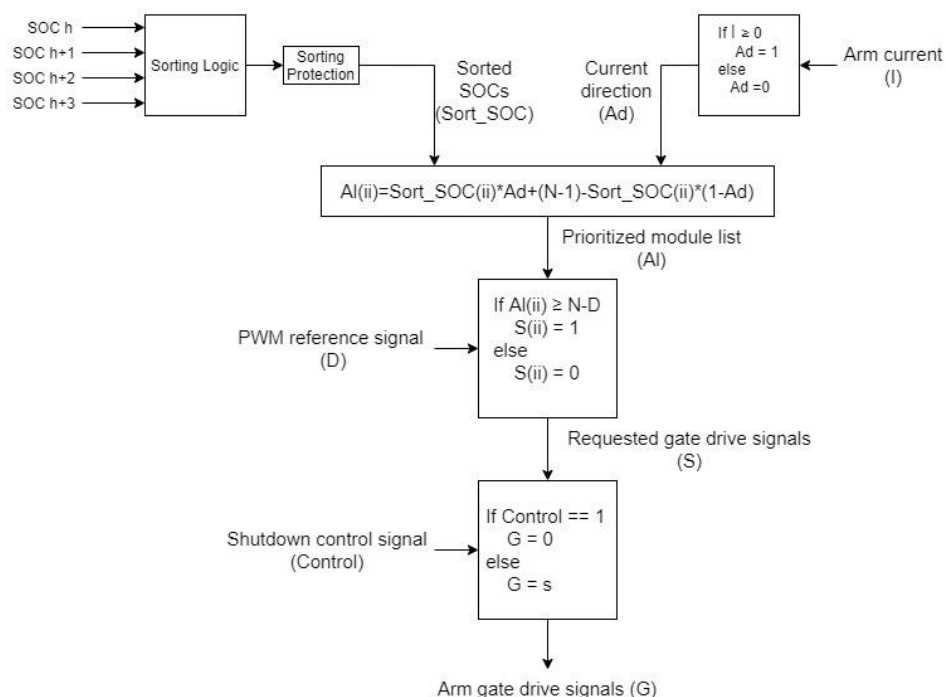 SOC h
SOC h+1
SOC h+2
SOC h+3
Sorting Logic
Sorting
Protection
Sorted
SOCs
(Sort_SOC)
Current
direction
(Ad)
If I ≥ 0
Ad = 1
else
Ad =0
Arm current
(I)
Al(ii)=Sort_SOC(ii)*Ad+(N-1)-Sort_SOC(ii)*(1-Ad)
Prioritized module list
(Al)
PWM reference signal
(D)
If Al(ii) ≥ N-D
S(ii) = 1
else
S(ii) = 0
Requested gate drive signals
(S)
Shutdown control signal
(Control)
If Control == 1
G = 0
else
G = s
Arm gate drive signals (G)